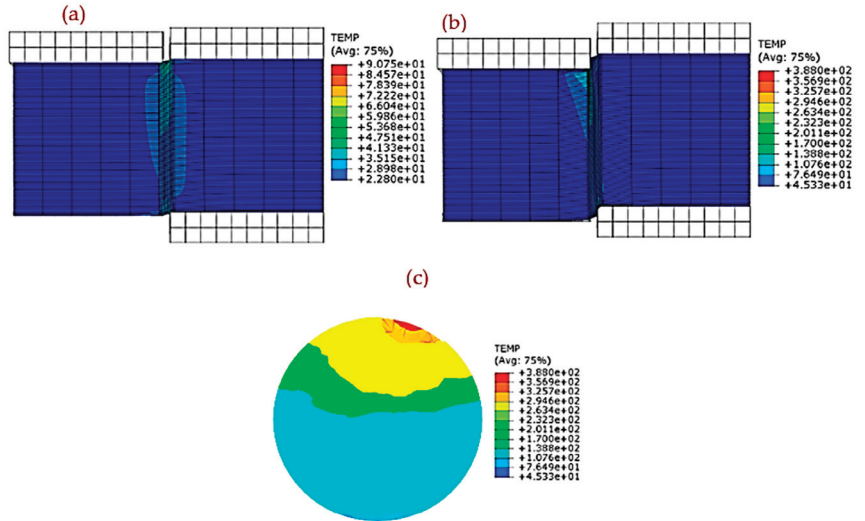 (a)
TEMP
(Avg: 75%)
+9.075e+01
+8.457e+01
+7.839e+01
+7.222e+01
+6.604e+01
+5.986e+01
+5.368e+01
+4.751e+01
+4.133e+01
+3.515e+01
+2.898e+01
+2.280e+01
(b)
TEMP
(Avg: 75%)
+3.880e+02
+3.569e+02
+3.257e+02
+2.946e+02
+2.634e+02
+2.323e+02
+2.011e+02
+1.700e+02
+1.388e+02
+1.076e+02
+7.649e+01
+4.533e+01
(c)
TEMP
(Avg: 75%)
+3.880e+02
+3.569e+02
+3.257e+02
+2.946e+02
+2.634e+02
+2.323e+02
+2.011e+02
+1.700e+02
+1.388e+02
+1.076e+02
+7.649e+01
+4.533e+01